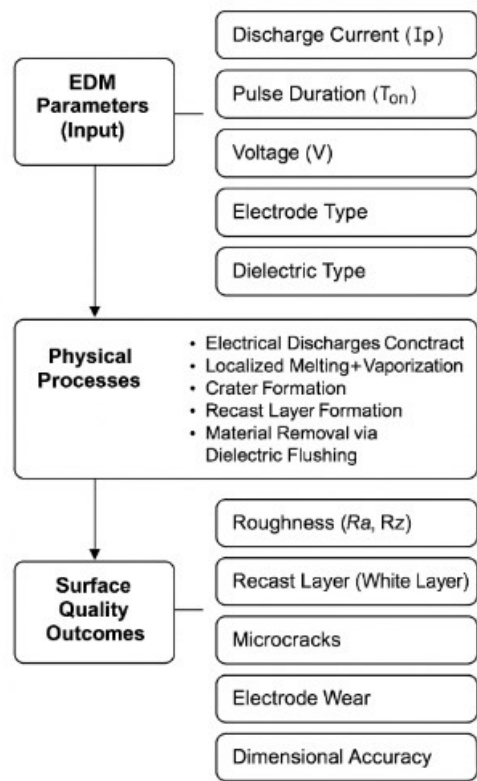 EDM
Parameters
(Input)
Discharge Current (Ip)
Pulse Duration (Ton)
Voltage (V)
Electrode Type
Dielectric Type
Physical
Processes
• Electrical Discharges Conctract
• Localized Melting+Vaporization
• Crater Formation
• Recast Layer Formation
• Material Removal via
Dielectric Flushing
Surface
Quality
Outcomes
Roughness (Ra, Rz)
Recast Layer (White Layer)
Microcracks
Electrode Wear
Dimensional Accuracy